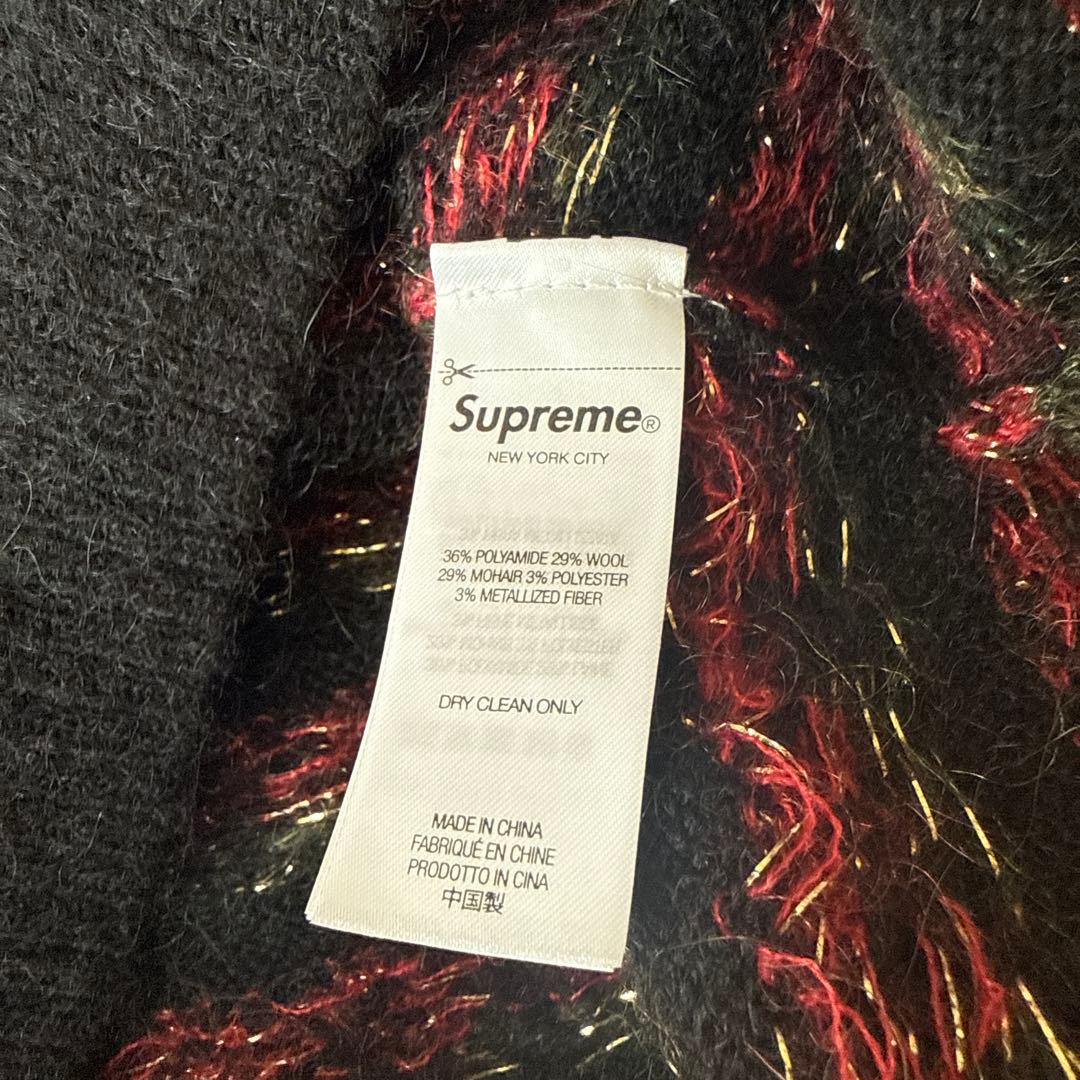 Supreme®
NEW YORK CITY
36% POLYAMIDE 29% WOOL
29% MOHAIR 3% POLYESTER
3% METALLIZED FIBER
DRY CLEAN ONLY
MADE IN CHINA
FABRIQUÉ EN CHINE
PRODOTTO IN CINA
中国製